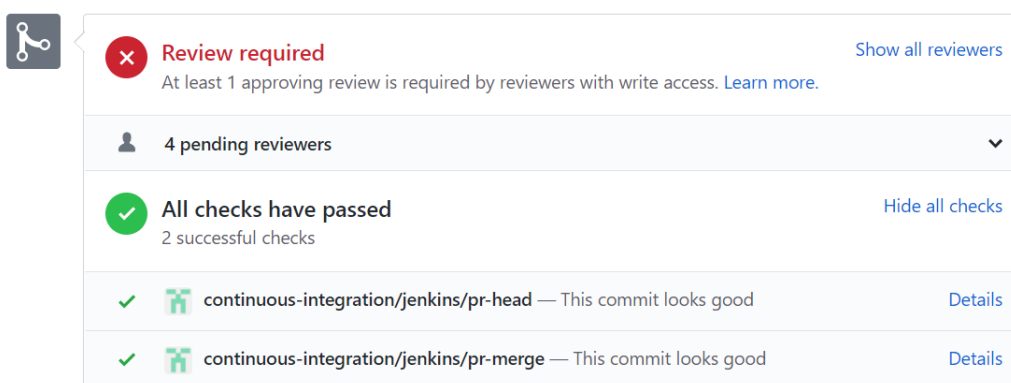 Review required
Show all reviewers
At least 1 approving review is required by reviewers with write access. Learn more.
4 pending reviewers
All checks have passed
Hide all checks
2 successful checks
continuous-integration/jenkins/pr-head — This commit looks good
Details
continuous-integration/jenkins/pr-merge — This commit looks good
Details